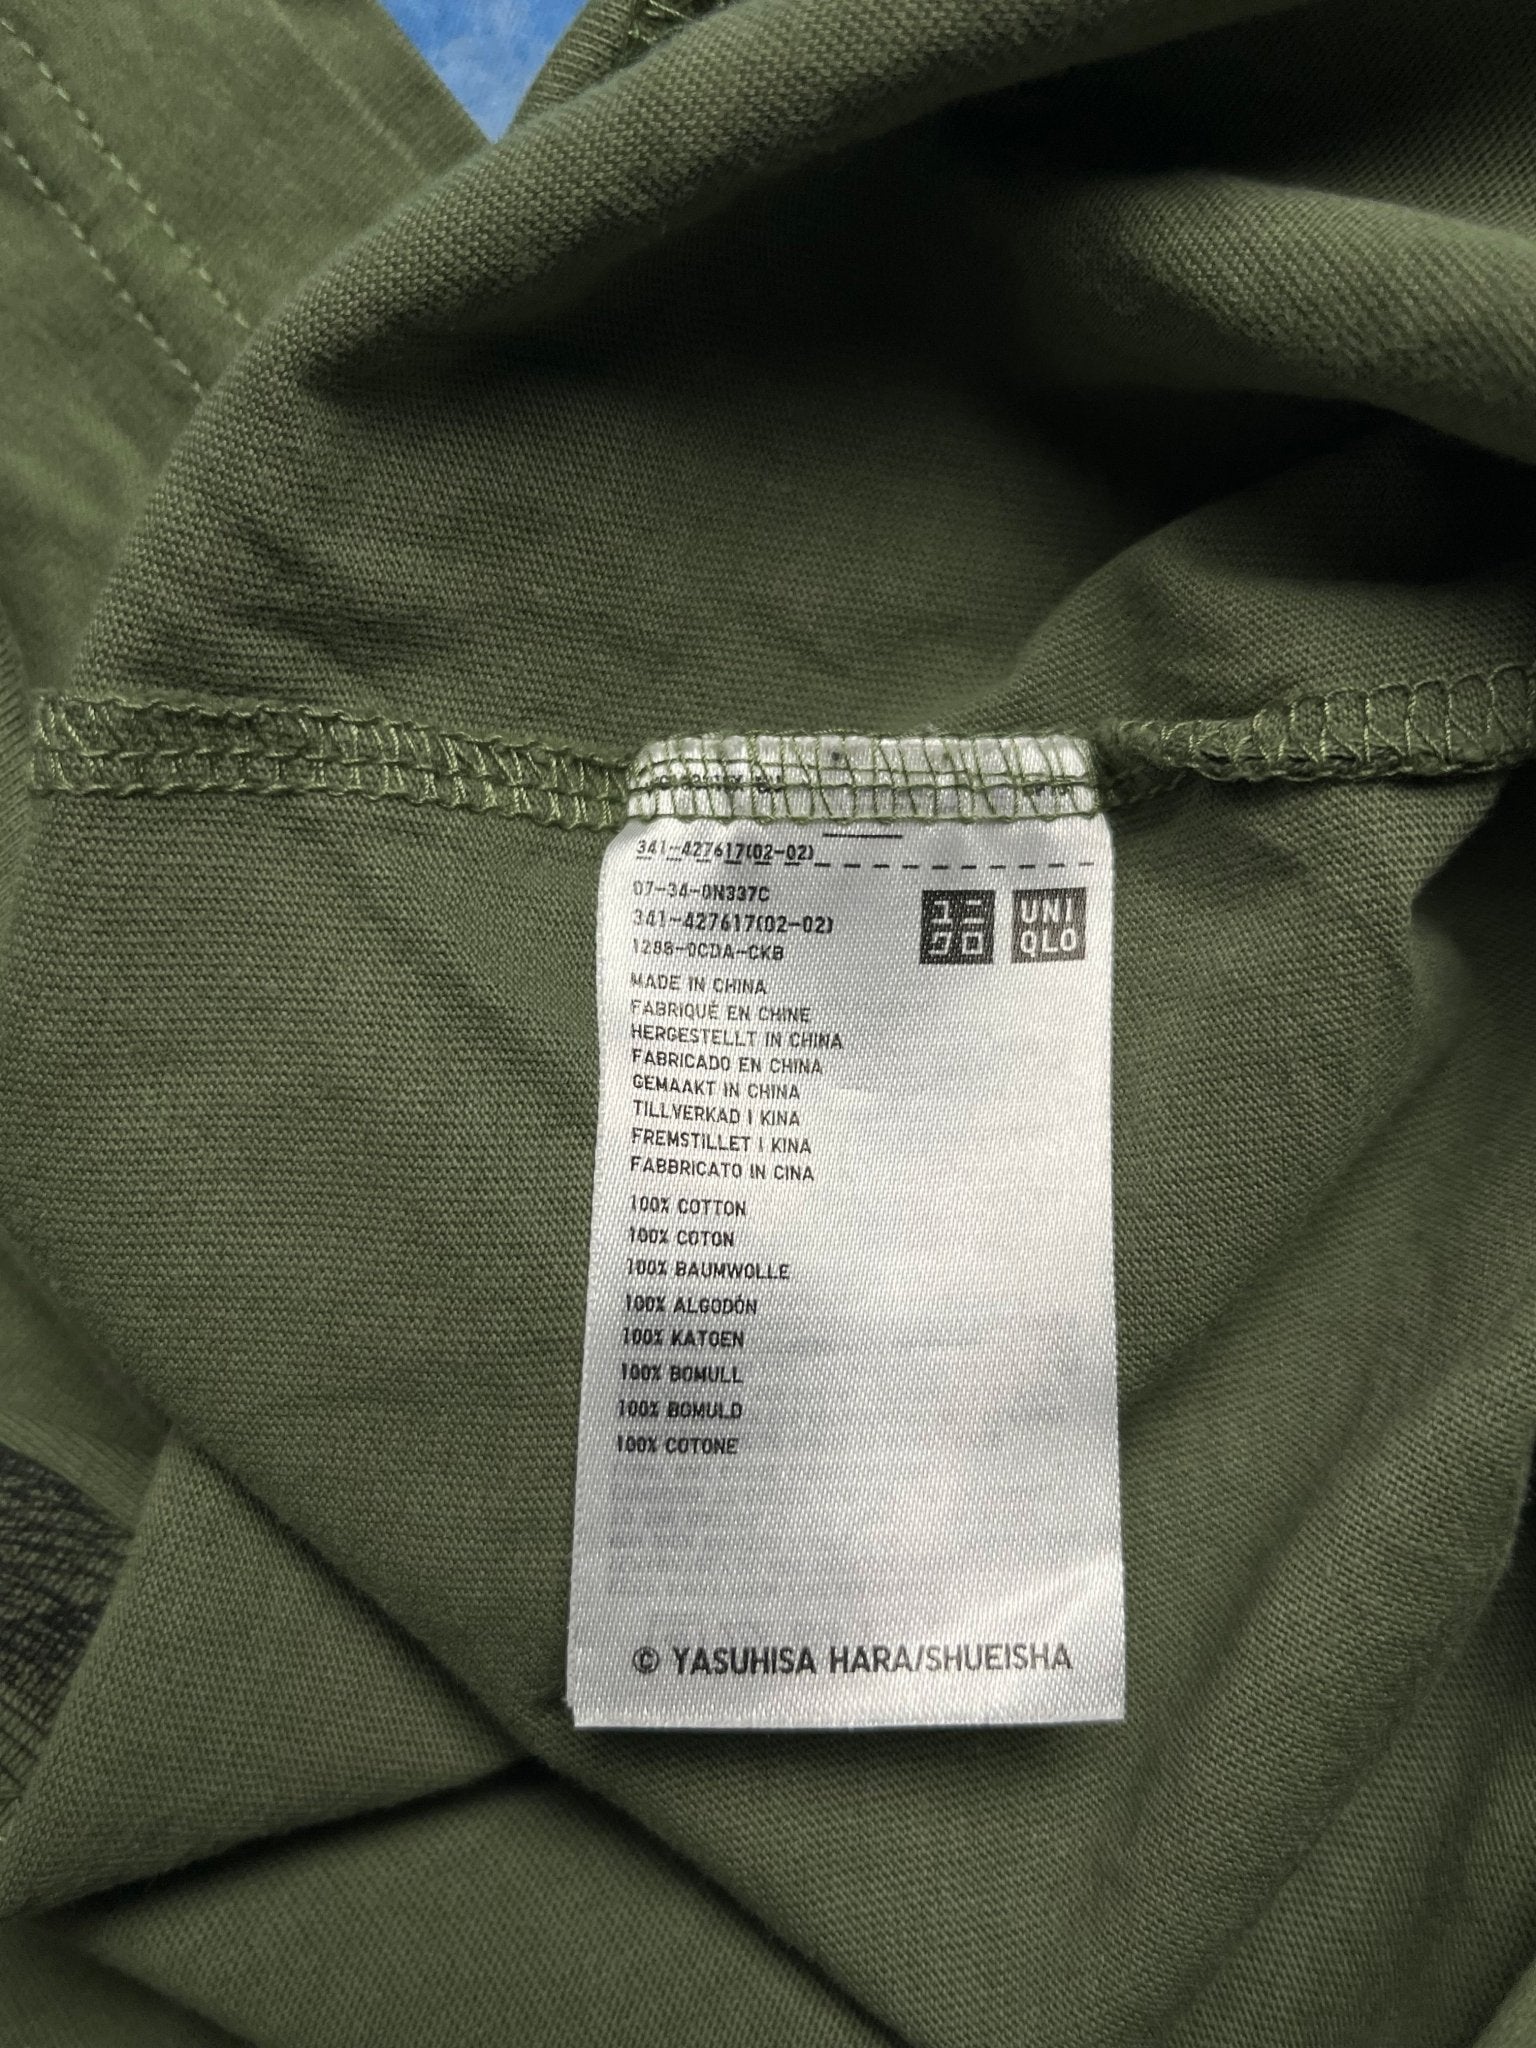 341-427617(02-02)
07-34-0N337C
341-427617(02-02)
1288-0CDA-CKB
ユニ
クロ
UNI
QLO
MADE IN CHINA
FABRIQUÉ EN CHINE
HERGESTELLT IN CHINA
FABRICADO EN CHINA
GEMAAKT IN CHINA
TILLVERKAD I KINA
FREMSTILLET I KINA
FABBRICATO IN CINA
100% COTTON
100% COTON
100% BAUMWOLLE
100% ALGODÓN
100% KATOEN
100% BOMULL
100% BOMULD
100% COTONE
© YASUHISA HARA/SHUEISHA